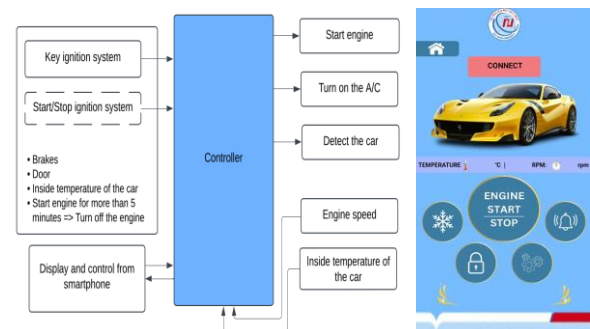 Key ignition system
Start/Stop ignition system
• Brakes
• Door
• Inside temperature of the car
• Start engine for more than 5
minutes => Turn off the engine
Display and control from
smartphone
Controller
Start engine
Turn on the A/C
Detect the car
Engine speed
Inside temperature of
the car
CONNECT
TEMPERATURE °C | RPM: rpm
ENGINE
START
STOP